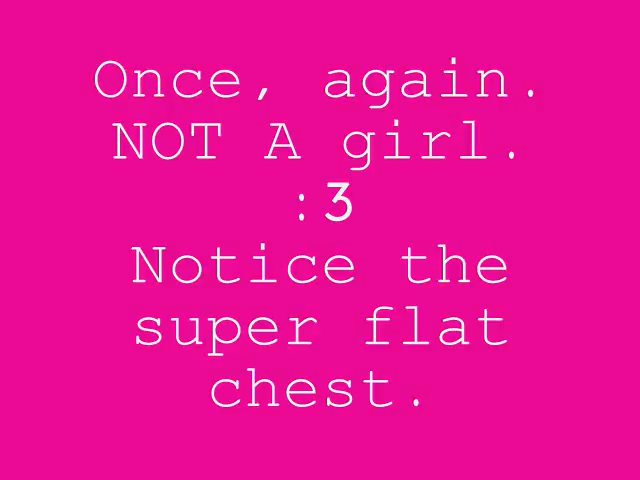 Once, again.
NOT A girl.
:3
Notice the
super flat
chest.